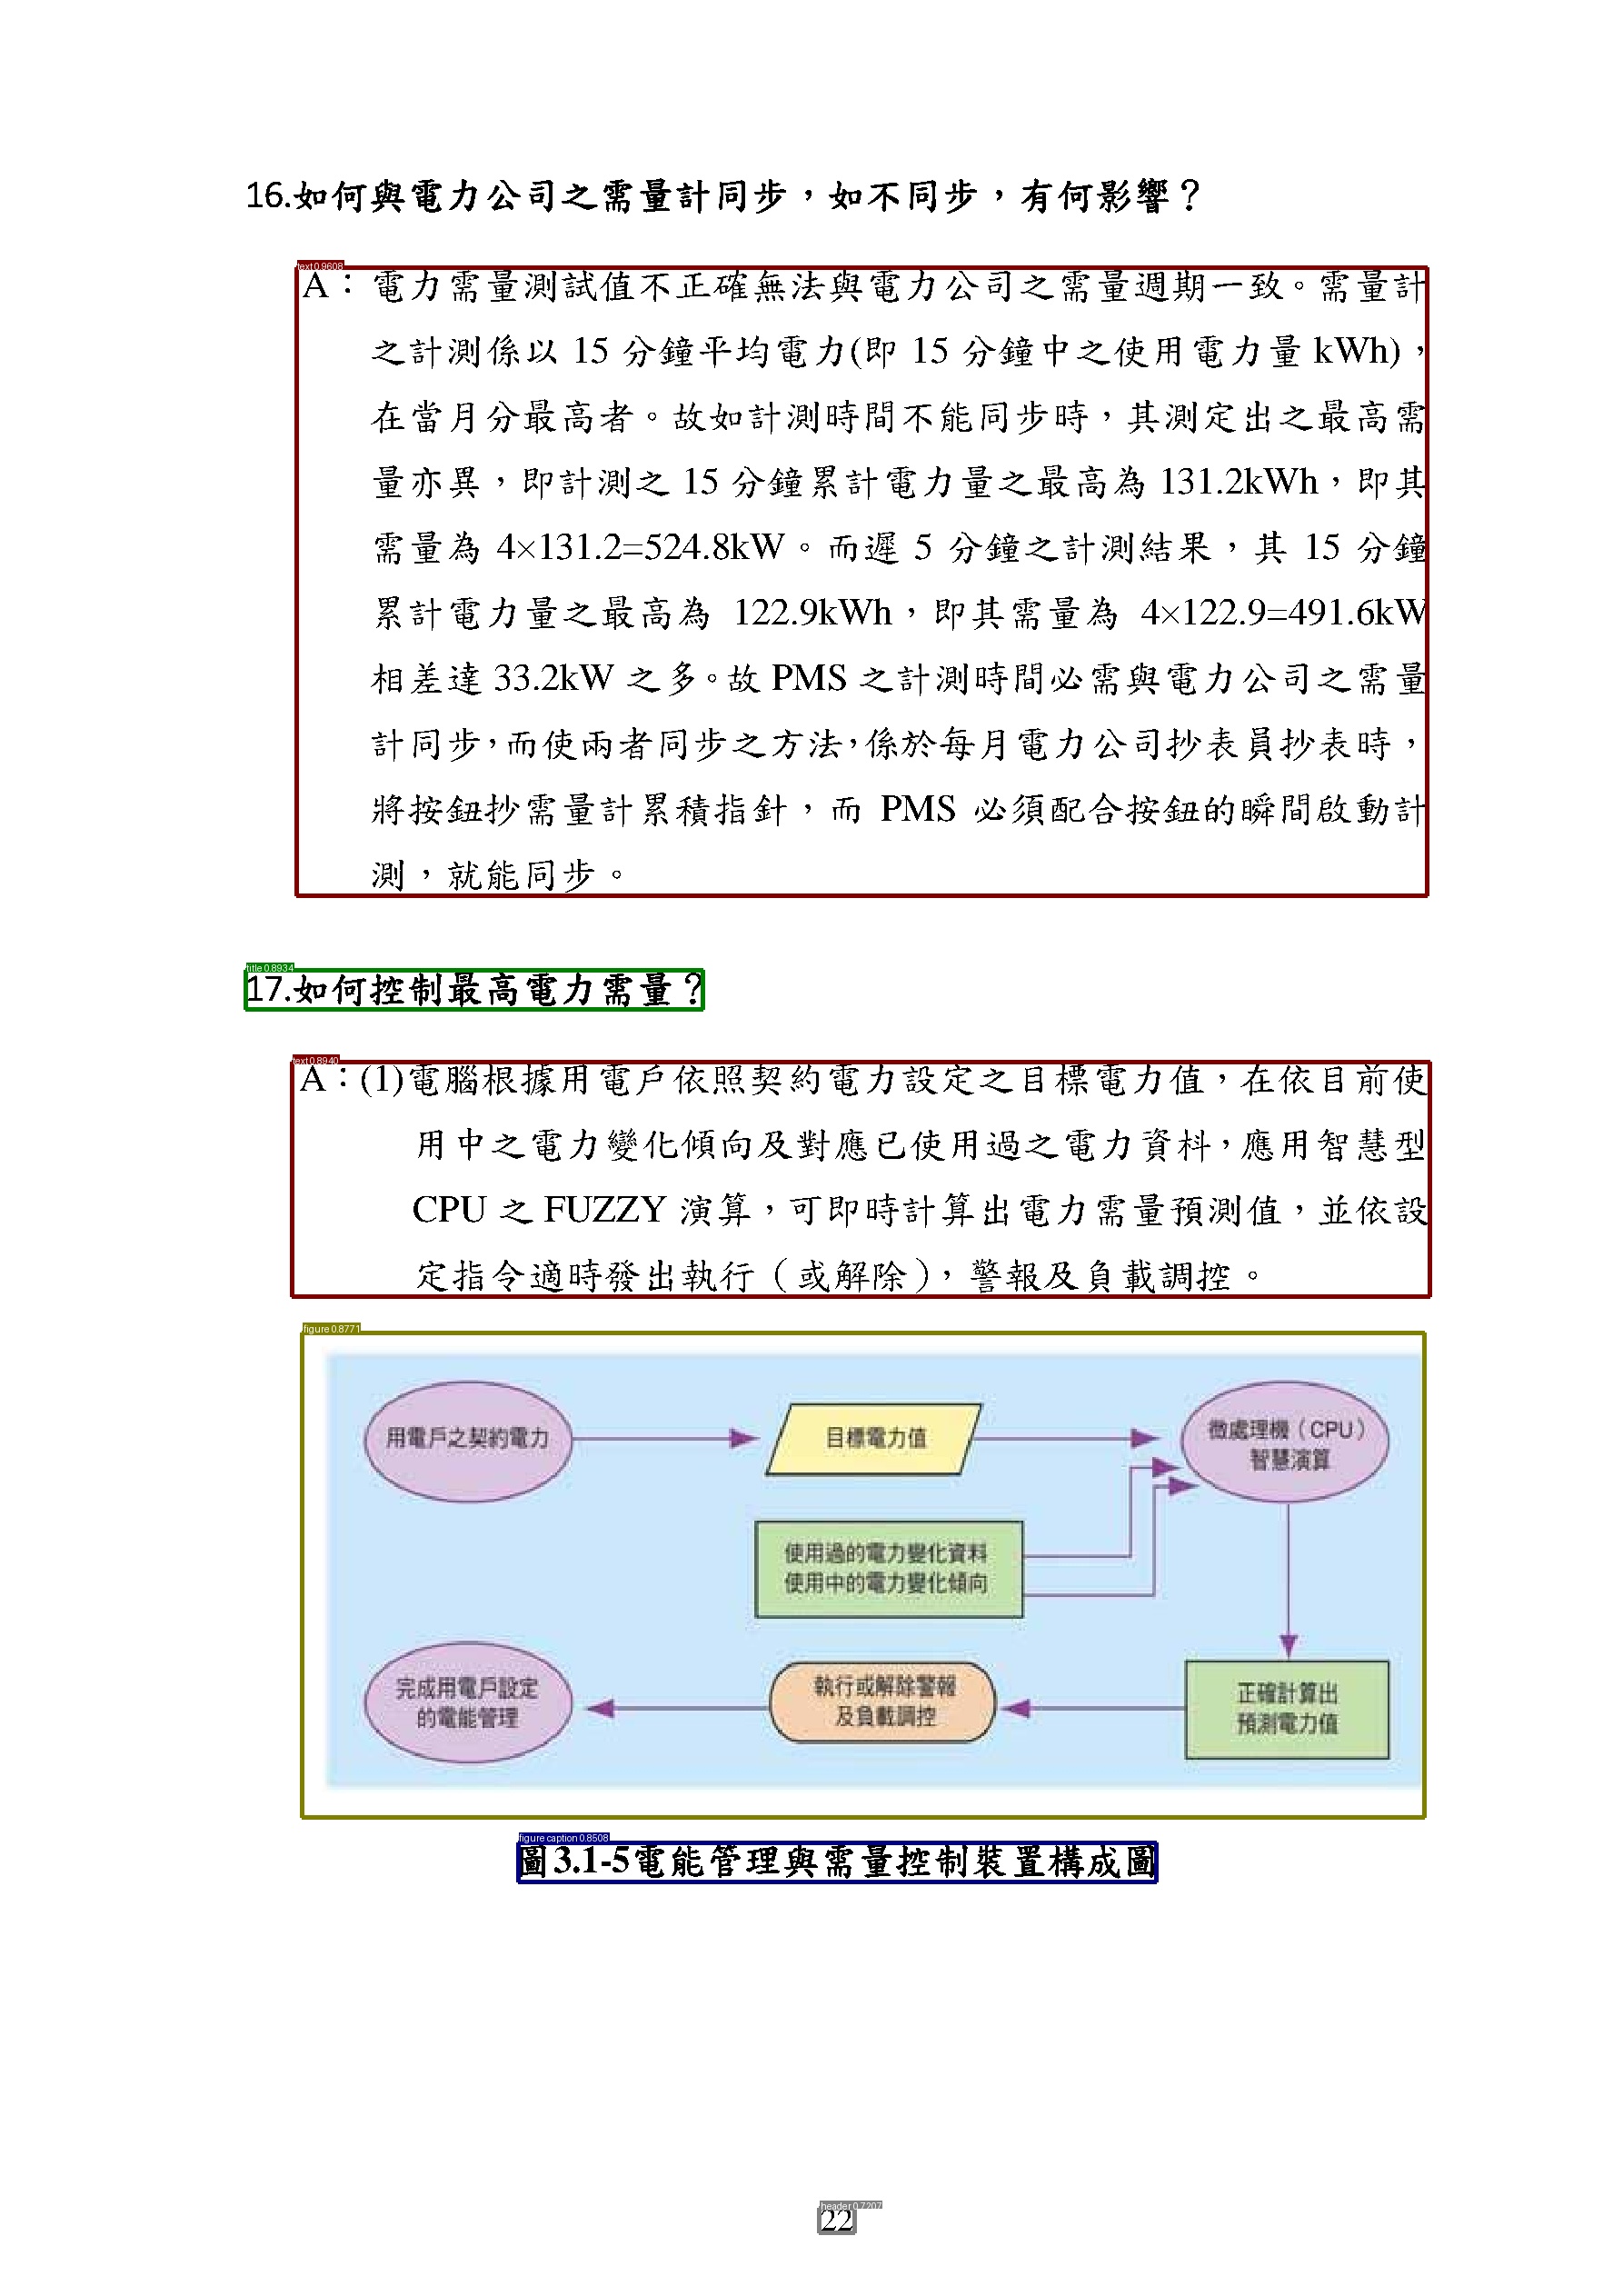 16.如何與電力公司之需量計同步，如不同步，有何影響？
text 0.9608
A：電力需量測試值不正確無法與電力公司之需量週期一致。需量計
之計測係以 15 分鐘平均電力(即 15 分鐘中之使用電力量 kWh)，
在當月分最高者。故如計測時間不能同步時，其測定出之最高需
量亦異，即計測之 15 分鐘累計電力量之最高為 131.2kWh，即其
需量為 4×131.2=524.8kW。而遲 5 分鐘之計測結果，其 15 分鐘
累計電力量之最高為 122.9kWh，即其需量為 4×122.9=491.6kW
相差達 33.2kW 之多。故 PMS 之計測時間必需與電力公司之需量
計同步，而使兩者同步之方法，係於每月電力公司抄表員抄表時，
將按鈕抄需量計累積指針，而 PMS 必須配合按鈕的瞬間啟動計
測，就能同步。
title 0.8934
17.如何控制最高電力需量？
text 0.8940
A：(1)電腦根據用電戶依照契約電力設定之目標電力值，在依目前使
用中之電力變化傾向及對應已使用過之電力資料，應用智慧型
CPU 之 FUZZY 演算，可即時計算出電力需量預測值，並依設
定指令適時發出執行（或解除），警報及負載調控。
figure 0.8771
用電戶之契約電力
目標電力值
微處理機（CPU）
智慧演算
使用過的電力變化資料
使用中的電力變化傾向
完成用電戶設定
的電能管理
執行或解除警報
及負載調控
正確計算出
預測電力值
figure caption 0.8508
圖3.1-5電能管理與需量控制裝置構成圖
header 0.7207
22